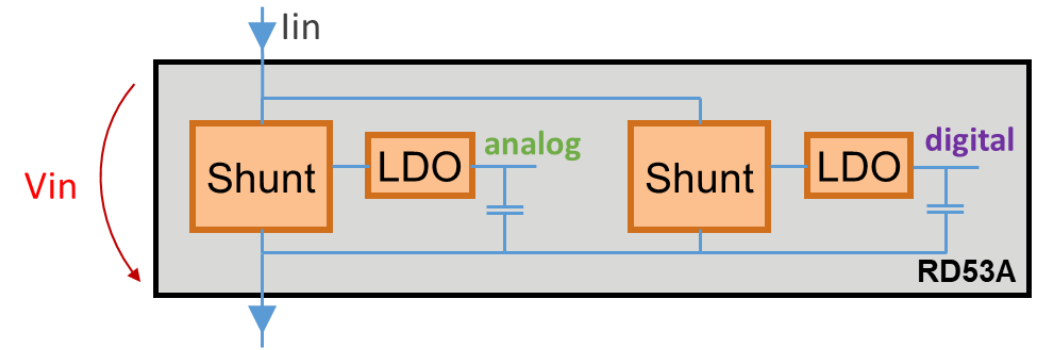 Iin
Vin
Shunt
LDO
analog
Shunt
LDO
digital
RD53A